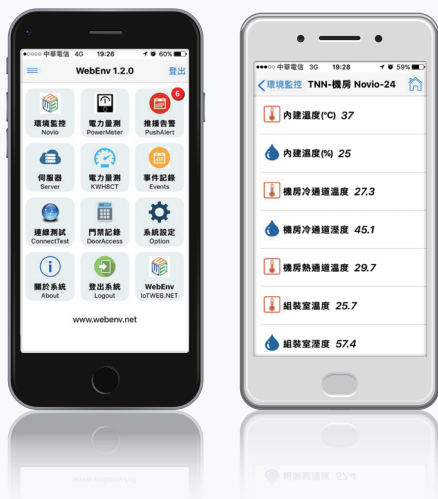 中華電信 4G 19:26 60%
WebEnv 1.2.0 登出
環境監控 電力量測 推播告警 6
Novio PowerMeter PushAlert
伺服器 電力量測 事件記錄
Server KWH8CT Events
連線測試 門禁記錄 系統設定
ConnectTest DoorAccess Option
關於系統 登出系統 WebEnv
About Logout IoTWEB.NET
www.webenv.net
中華電信 3G 19:28 59%
環境監控 TNN-機房 Novio-24
內建溫度(°C) 37
內建溫度(%) 25
機房冷通道溫度 27.3
機房冷通道溼度 45.1
機房熱通道溫度 29.7
組裝室溫度 25.7
組裝室溼度 57.4